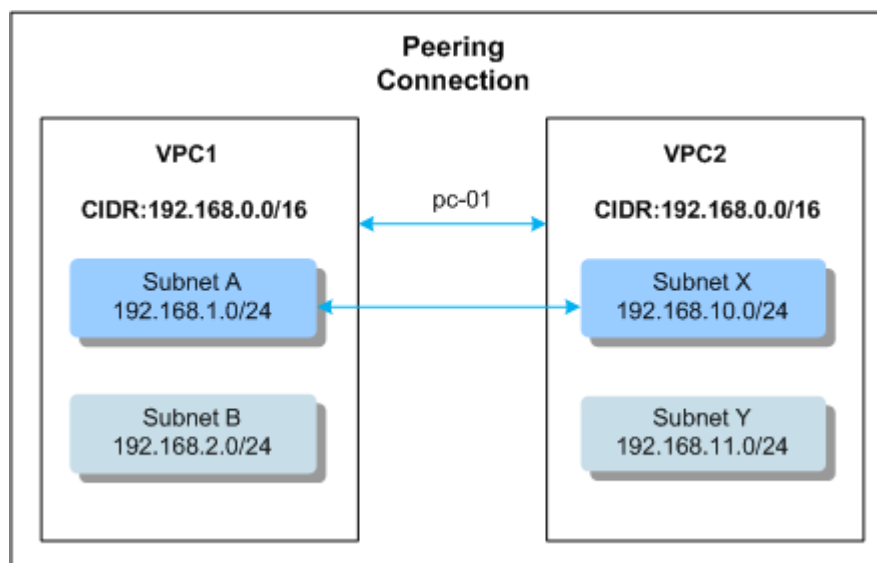 Peering
Connection
VPC1
CIDR:192.168.0.0/16
Subnet A
192.168.1.0/24
Subnet B
192.168.2.0/24
pc-01
VPC2
CIDR:192.168.0.0/16
Subnet X
192.168.10.0/24
Subnet Y
192.168.11.0/24